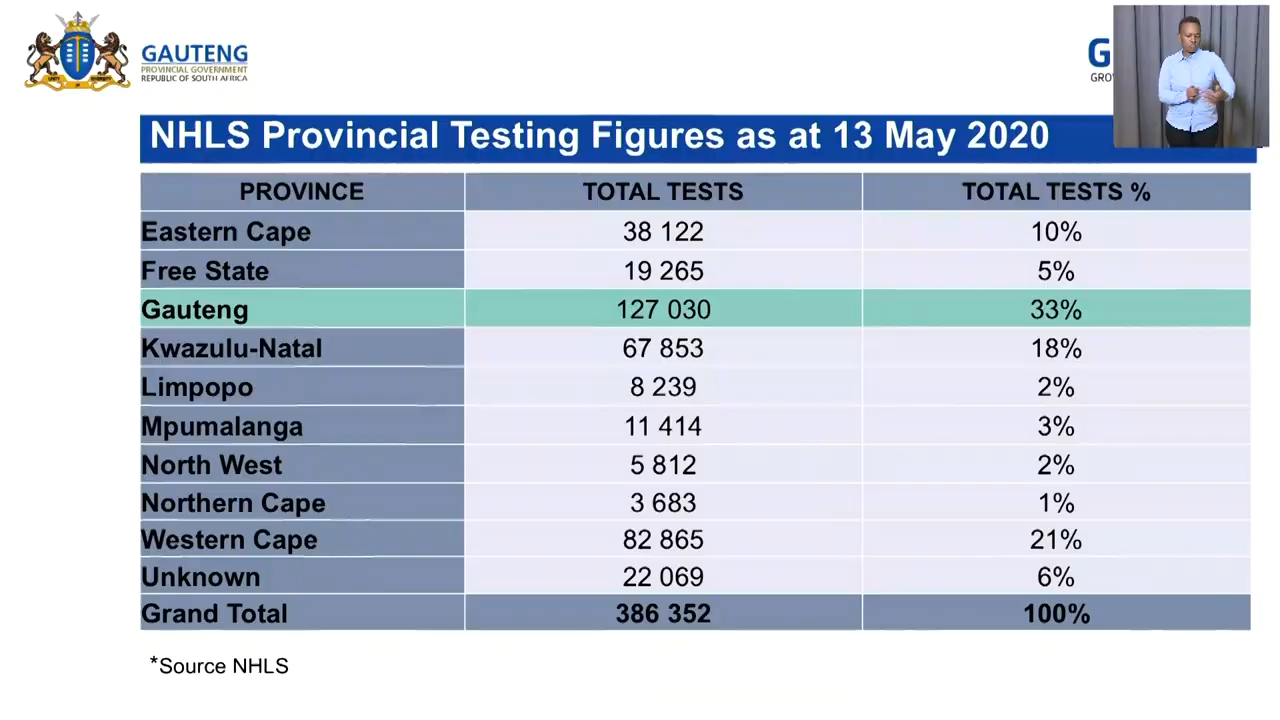 GAUTENG
PROVINCIAL GOVERNMENT
REPUBLIC OF SOUTH AFRICA
NHLS Provincial Testing Figures as at 13 May 2020
PROVINCE TOTAL TESTS TOTAL TESTS %
Eastern Cape 38 122 10%
Free State 19 265 5%
Gauteng 127 030 33%
Kwazulu-Natal 67 853 18%
Limpopo 8 239 2%
Mpumalanga 11 414 3%
North West 5 812 2%
Northern Cape 3 683 1%
Western Cape 82 865 21%
Unknown 22 069 6%
Grand Total 386 352 100%
*Source NHLS